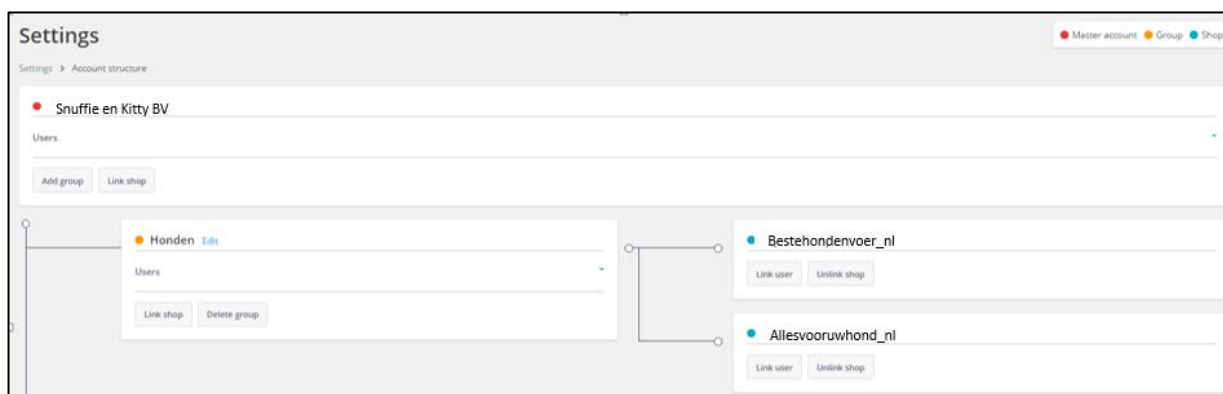 Settings
Master account Group Shop
Settings > Account structure
Snuffie en Kitty BV
Users
Add group Link shop
Honden Edit
Users
Link shop Delete group
Bestehondenvoer_nl
Link user Unlink shop
Allesvooruwhond_nl
Link user Unlink shop